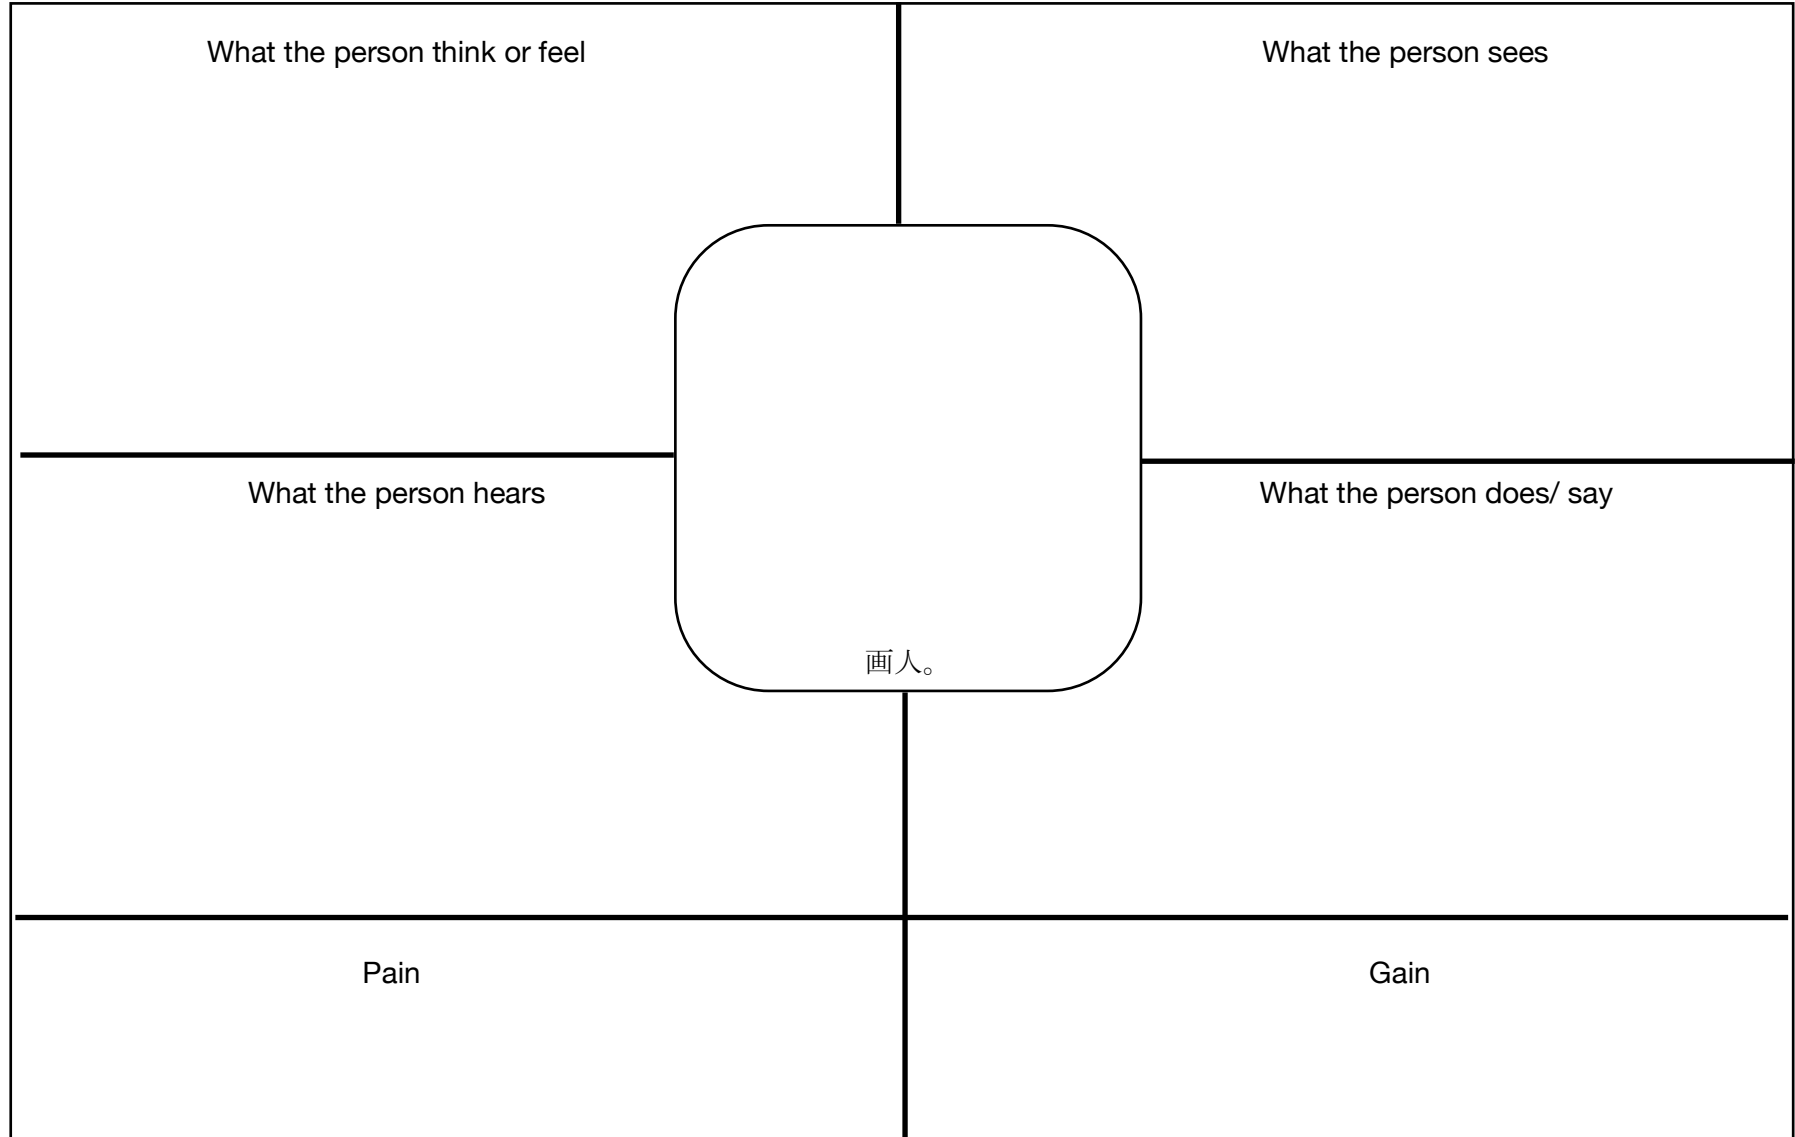 What the person think or feel
What the person sees
What the person hears
What the person does/ say
画人。
Pain
Gain